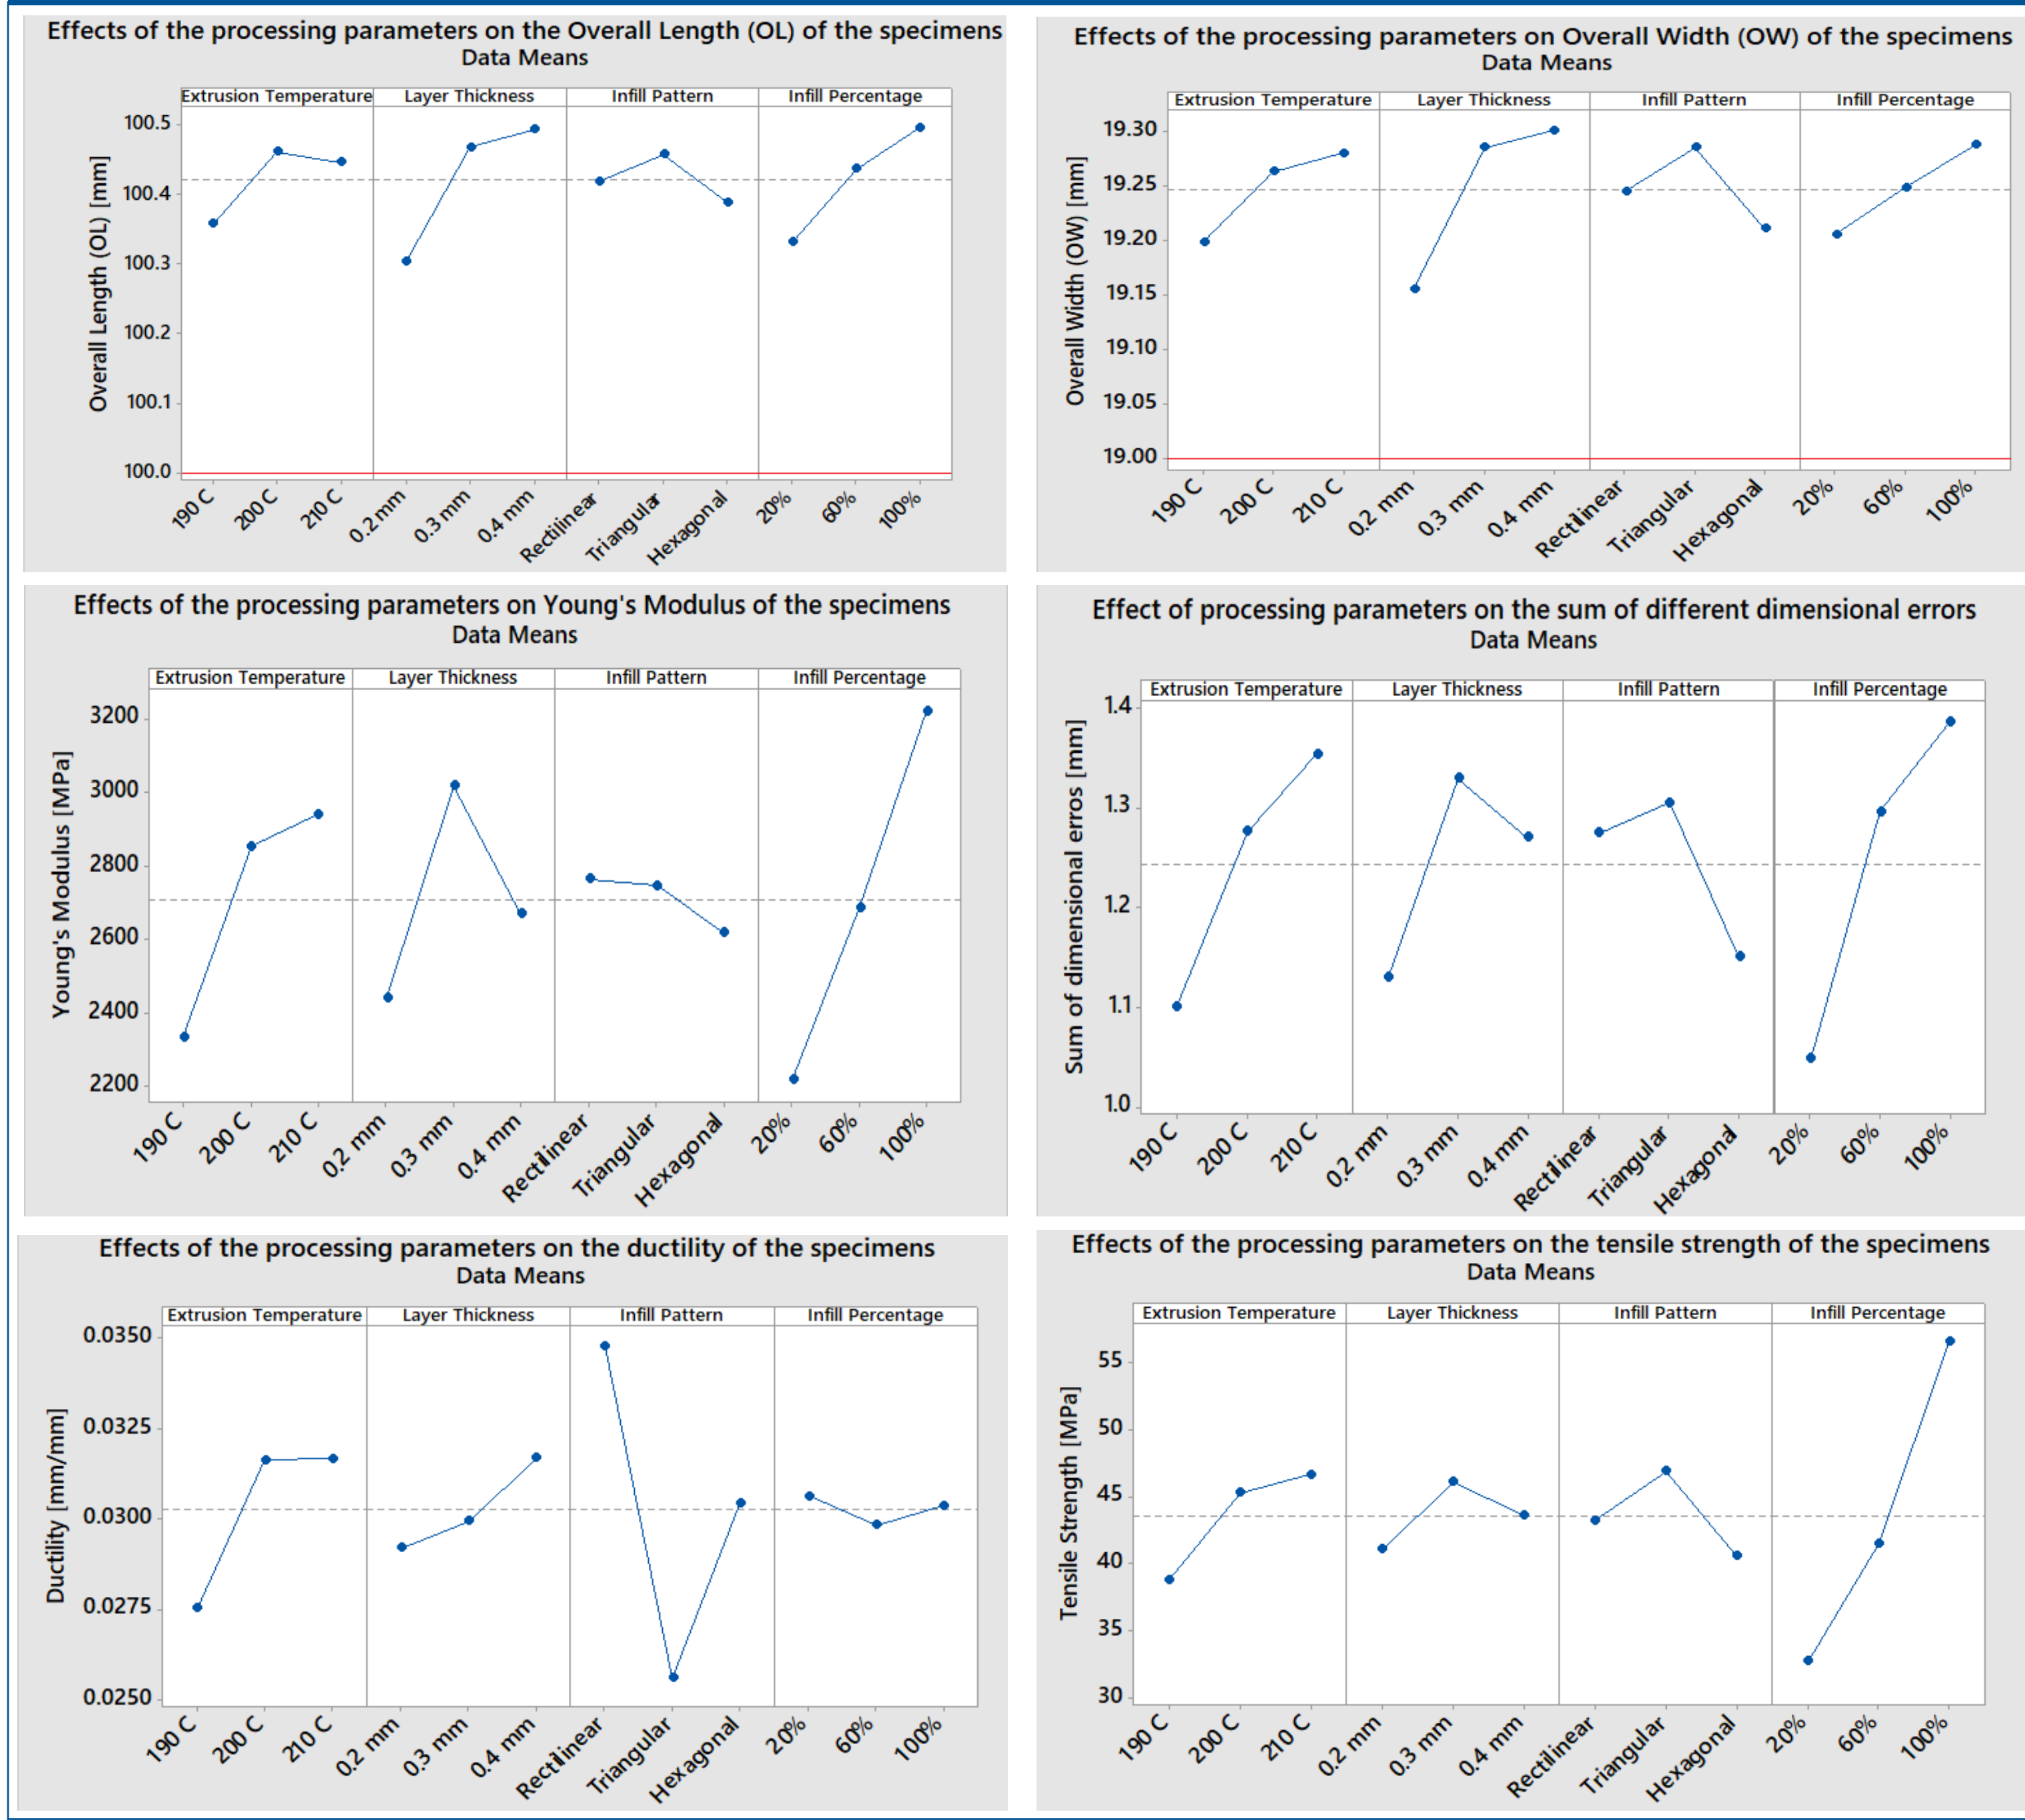 Effects of the processing parameters on the Overall Length (OL) of the specimens
Data Means
Extrusion Temperature Layer Thickness Infill Pattern Infill Percentage
Overall Length (OL) [mm]
100.5
100.4
100.3
100.2
100.1
100.0
190 C 200 C 210 C 0.2 mm 0.3 mm 0.4 mm Rectilinear Triangular Hexagonal 20% 60% 100%
Effects of the processing parameters on Overall Width (OW) of the specimens
Data Means
Extrusion Temperature Layer Thickness Infill Pattern Infill Percentage
Overall Width (OW) [mm]
19.30
19.25
19.20
19.15
19.10
19.05
19.00
190 C 200 C 210 C 0.2 mm 0.3 mm 0.4 mm Rectilinear Triangular Hexagonal 20% 60% 100%
Effects of the processing parameters on Young's Modulus of the specimens
Data Means
Extrusion Temperature Layer Thickness Infill Pattern Infill Percentage
Young's Modulus [MPa]
3200
3000
2800
2600
2400
2200
190 C 200 C 210 C 0.2 mm 0.3 mm 0.4 mm Rectilinear Triangular Hexagonal 20% 60% 100%
Effect of processing parameters on the sum of different dimensional errors
Data Means
Extrusion Temperature Layer Thickness Infill Pattern Infill Percentage
Sum of dimensional erros [mm]
1.4
1.3
1.2
1.1
1.0
190 C 200 C 210 C 0.2 mm 0.3 mm 0.4 mm Rectilinear Triangular Hexagonal 20% 60% 100%
Effects of the processing parameters on the ductility of the specimens
Data Means
Extrusion Temperature Layer Thickness Infill Pattern Infill Percentage
Ductility [mm/mm]
0.0350
0.0325
0.0300
0.0275
0.0250
190 C 200 C 210 C 0.2 mm 0.3 mm 0.4 mm Rectilinear Triangular Hexagonal 20% 60% 100%
Effects of the processing parameters on the tensile strength of the specimens
Data Means
Extrusion Temperature Layer Thickness Infill Pattern Infill Percentage
Tensile Strength [MPa]
55
50
45
40
35
30
190 C 200 C 210 C 0.2 mm 0.3 mm 0.4 mm Rectilinear Triangular Hexagonal 20% 60% 100%